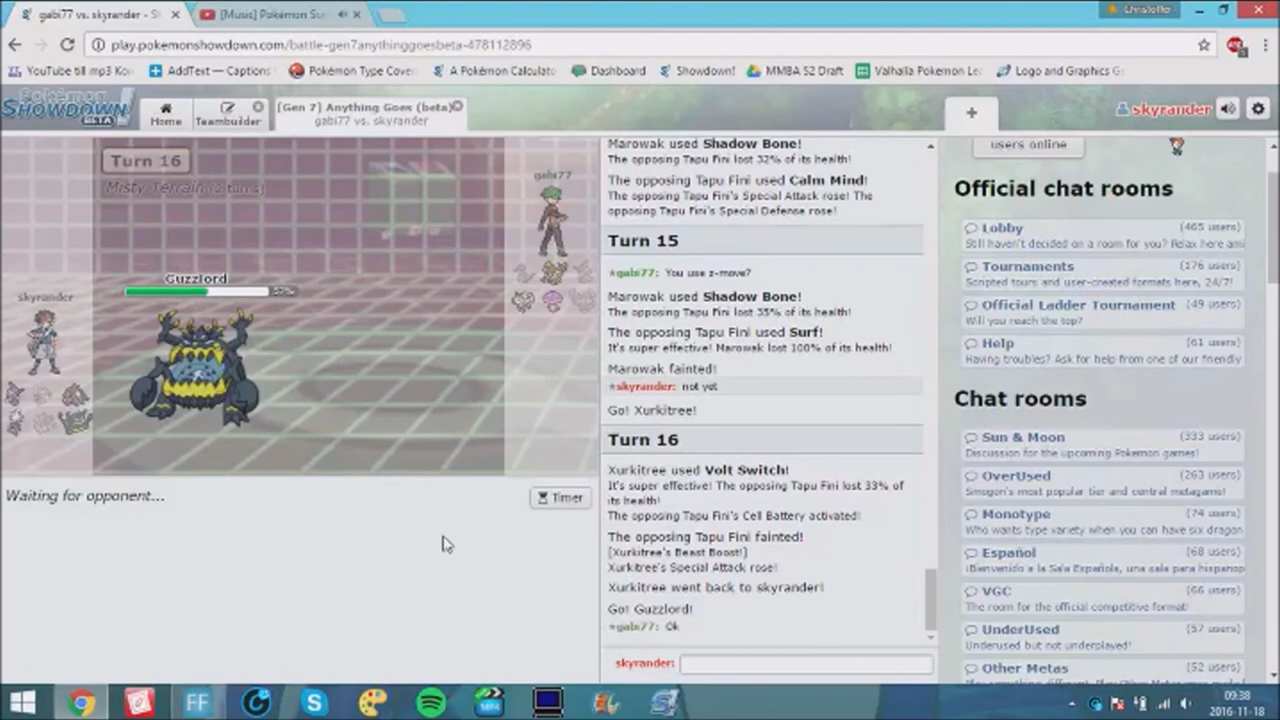 gabi77 vs. skyrander - S
[Music] Pokémon Su
Christoffer
play.pokemonshowdown.com/battle-gen7anythinggoesbeta-478112896
YouTube till mp3 Ko
AddText — Captions
Pokémon Type Cove
A Pokémon Calculato
Dashboard
Showdown!
MMBA S2 Draft
Valhalla Pokemon Le
Logo and Graphics G
Pokémon
SHOWDOWN!
BETA
Home
Teambuilder
[Gen 7] Anything Goes (beta)
gabi77 vs. skyrander
+
skyrander
Turn 16
Misty Terrain (2 turns)
gabi77
Guzzlord
57%
skyrander
Waiting for opponent...
Timer
Marowak used Shadow Bone!
The opposing Tapu Fini lost 32% of its health!
The opposing Tapu Fini used Calm Mind!
The opposing Tapu Fini's Special Attack rose! The
opposing Tapu Fini's Special Defense rose!
Turn 15
*gabi77: You use z-move?
Marowak used Shadow Bone!
The opposing Tapu Fini lost 35% of its health!
The opposing Tapu Fini used Surf!
It's super effective! Marowak lost 100% of its health!
Marowak fainted!
*skyrander: not yet
Go! Xurkitree!
Turn 16
Xurkitree used Volt Switch!
It's super effective! The opposing Tapu Fini lost 33% of
its health!
The opposing Tapu Fini's Cell Battery activated!
The opposing Tapu Fini fainted!
[Xurkitree's Beast Boost!]
Xurkitree's Special Attack rose!
Xurkitree went back to skyrander!
Go! Guzzlord!
*gabi77: Ok
skyrander:
users online
Official chat rooms
Lobby (465 users)
Still haven't decided on a room for you? Relax here ami
Tournaments (176 users)
Scripted tours and user-created formats here, 24/7!
Official Ladder Tournament (49 users)
Will you reach the top?
Help (61 users)
Having troubles? Ask for help from one of our friendly
Chat rooms
Sun & Moon (333 users)
Discussion for the upcoming Pokemon games!
OverUsed (263 users)
Smogon's most popular tier and central metagame!
Monotype (74 users)
Who wants type variety when you can have six dragon
Español (68 users)
¡Bienvenido a la Sala Española, una sala para hispanop
VGC (66 users)
The room for the official competitive format!
UnderUsed (57 users)
Underused but not underplayed!
Other Metas (52 users)
FF
MP4
09:38
2016-11-18